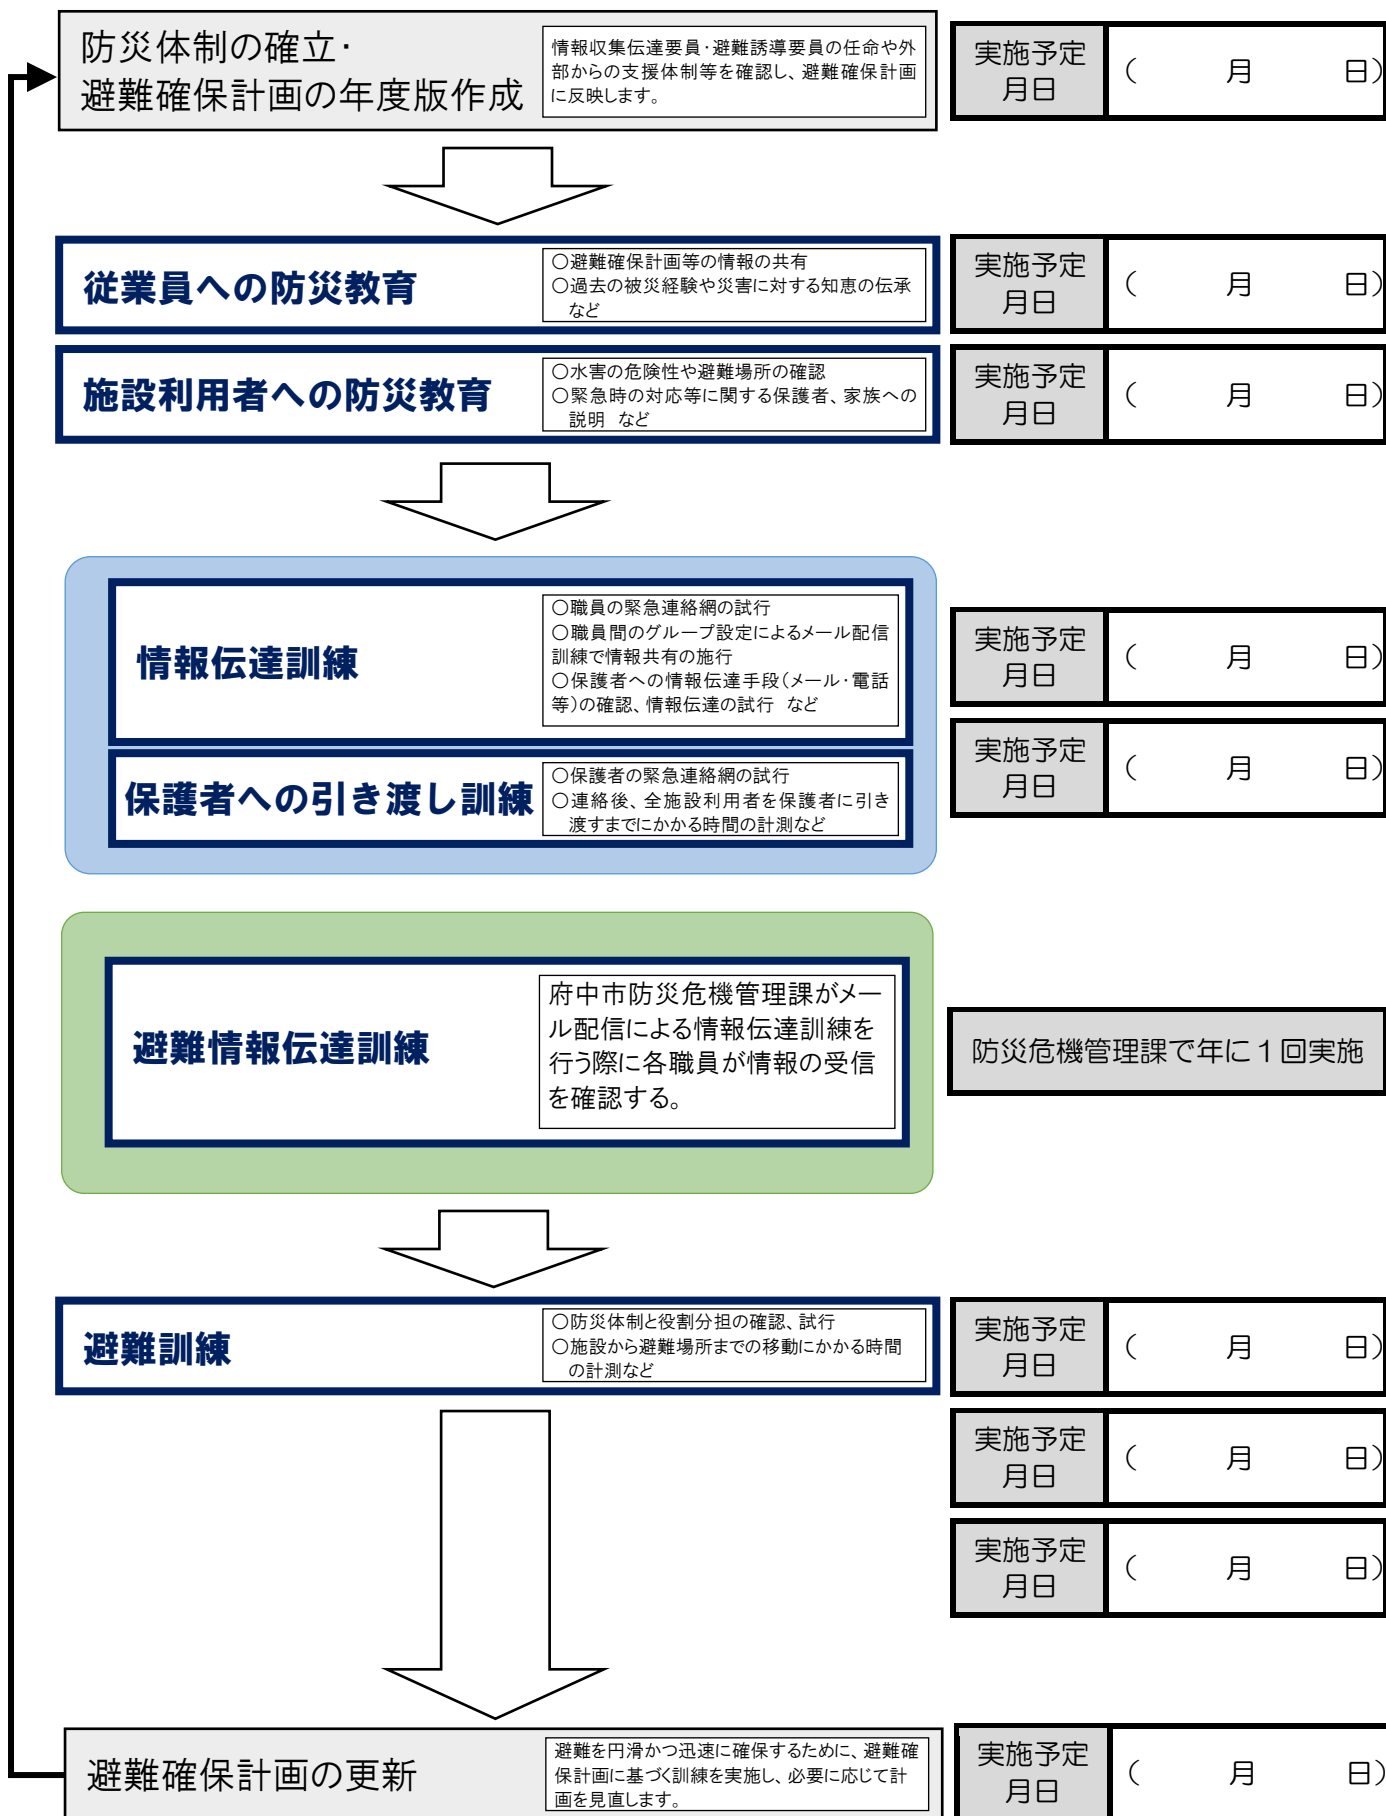 防災体制の確立・
避難確保計画の年度版作成
情報収集伝達要員・避難誘導要員の任命や外
部からの支援体制等を確認し、避難確保計画
に反映します。
実施予定
月日
(　月　日)
従業員への防災教育
○避難確保計画等の情報の共有
○過去の被災経験や災害に対する知恵の伝承
など
実施予定
月日
(　月　日)
施設利用者への防災教育
○水害の危険性や避難場所の確認
○緊急時の対応等に関する保護者、家族への
説明　など
実施予定
月日
(　月　日)
情報伝達訓練
○職員の緊急連絡網の試行
○職員間のグループ設定によるメール配信
訓練で情報共有の施行
○保護者への情報伝達手段(メール・電話
等)の確認、情報伝達の試行　など
実施予定
月日
(　月　日)
保護者への引き渡し訓練
○保護者の緊急連絡網の試行
○連絡後、全施設利用者を保護者に引き
渡すまでにかかる時間の計測など
実施予定
月日
(　月　日)
避難情報伝達訓練
府中市防災危機管理課がメー
ル配信による情報伝達訓練を
行う際に各職員が情報の受信
を確認する。
防災危機管理課で年に１回実施
避難訓練
○防災体制と役割分担の確認、試行
○施設から避難場所までの移動にかかる時間
の計測など
実施予定
月日
(　月　日)
実施予定
月日
(　月　日)
実施予定
月日
(　月　日)
避難確保計画の更新
避難を円滑かつ迅速に確保するために、避難確
保計画に基づく訓練を実施し、必要に応じて計
画を見直します。
実施予定
月日
(　月　日)